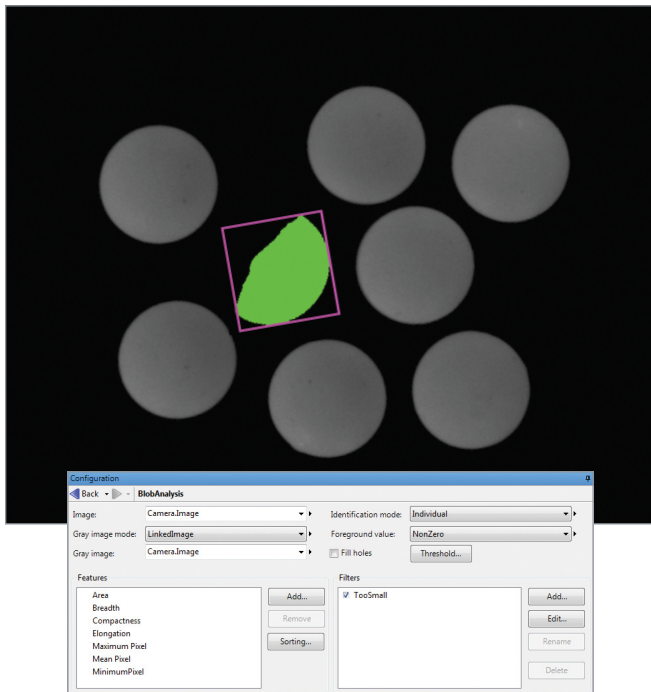 Configuration
Back BlobAnalysis
Image: Camera.Image Identification mode: Individual
Gray image mode: LinkedImage Foreground value: NonZero
Gray image: Camera.Image Fill holes Threshold...
Features Filters
Area Add... TooSmall Add...
Breadth
Compactness Remove Edit...
Elongation
Maximum Pixel Sorting... Rename
Mean Pixel
MinimumPixel Delete